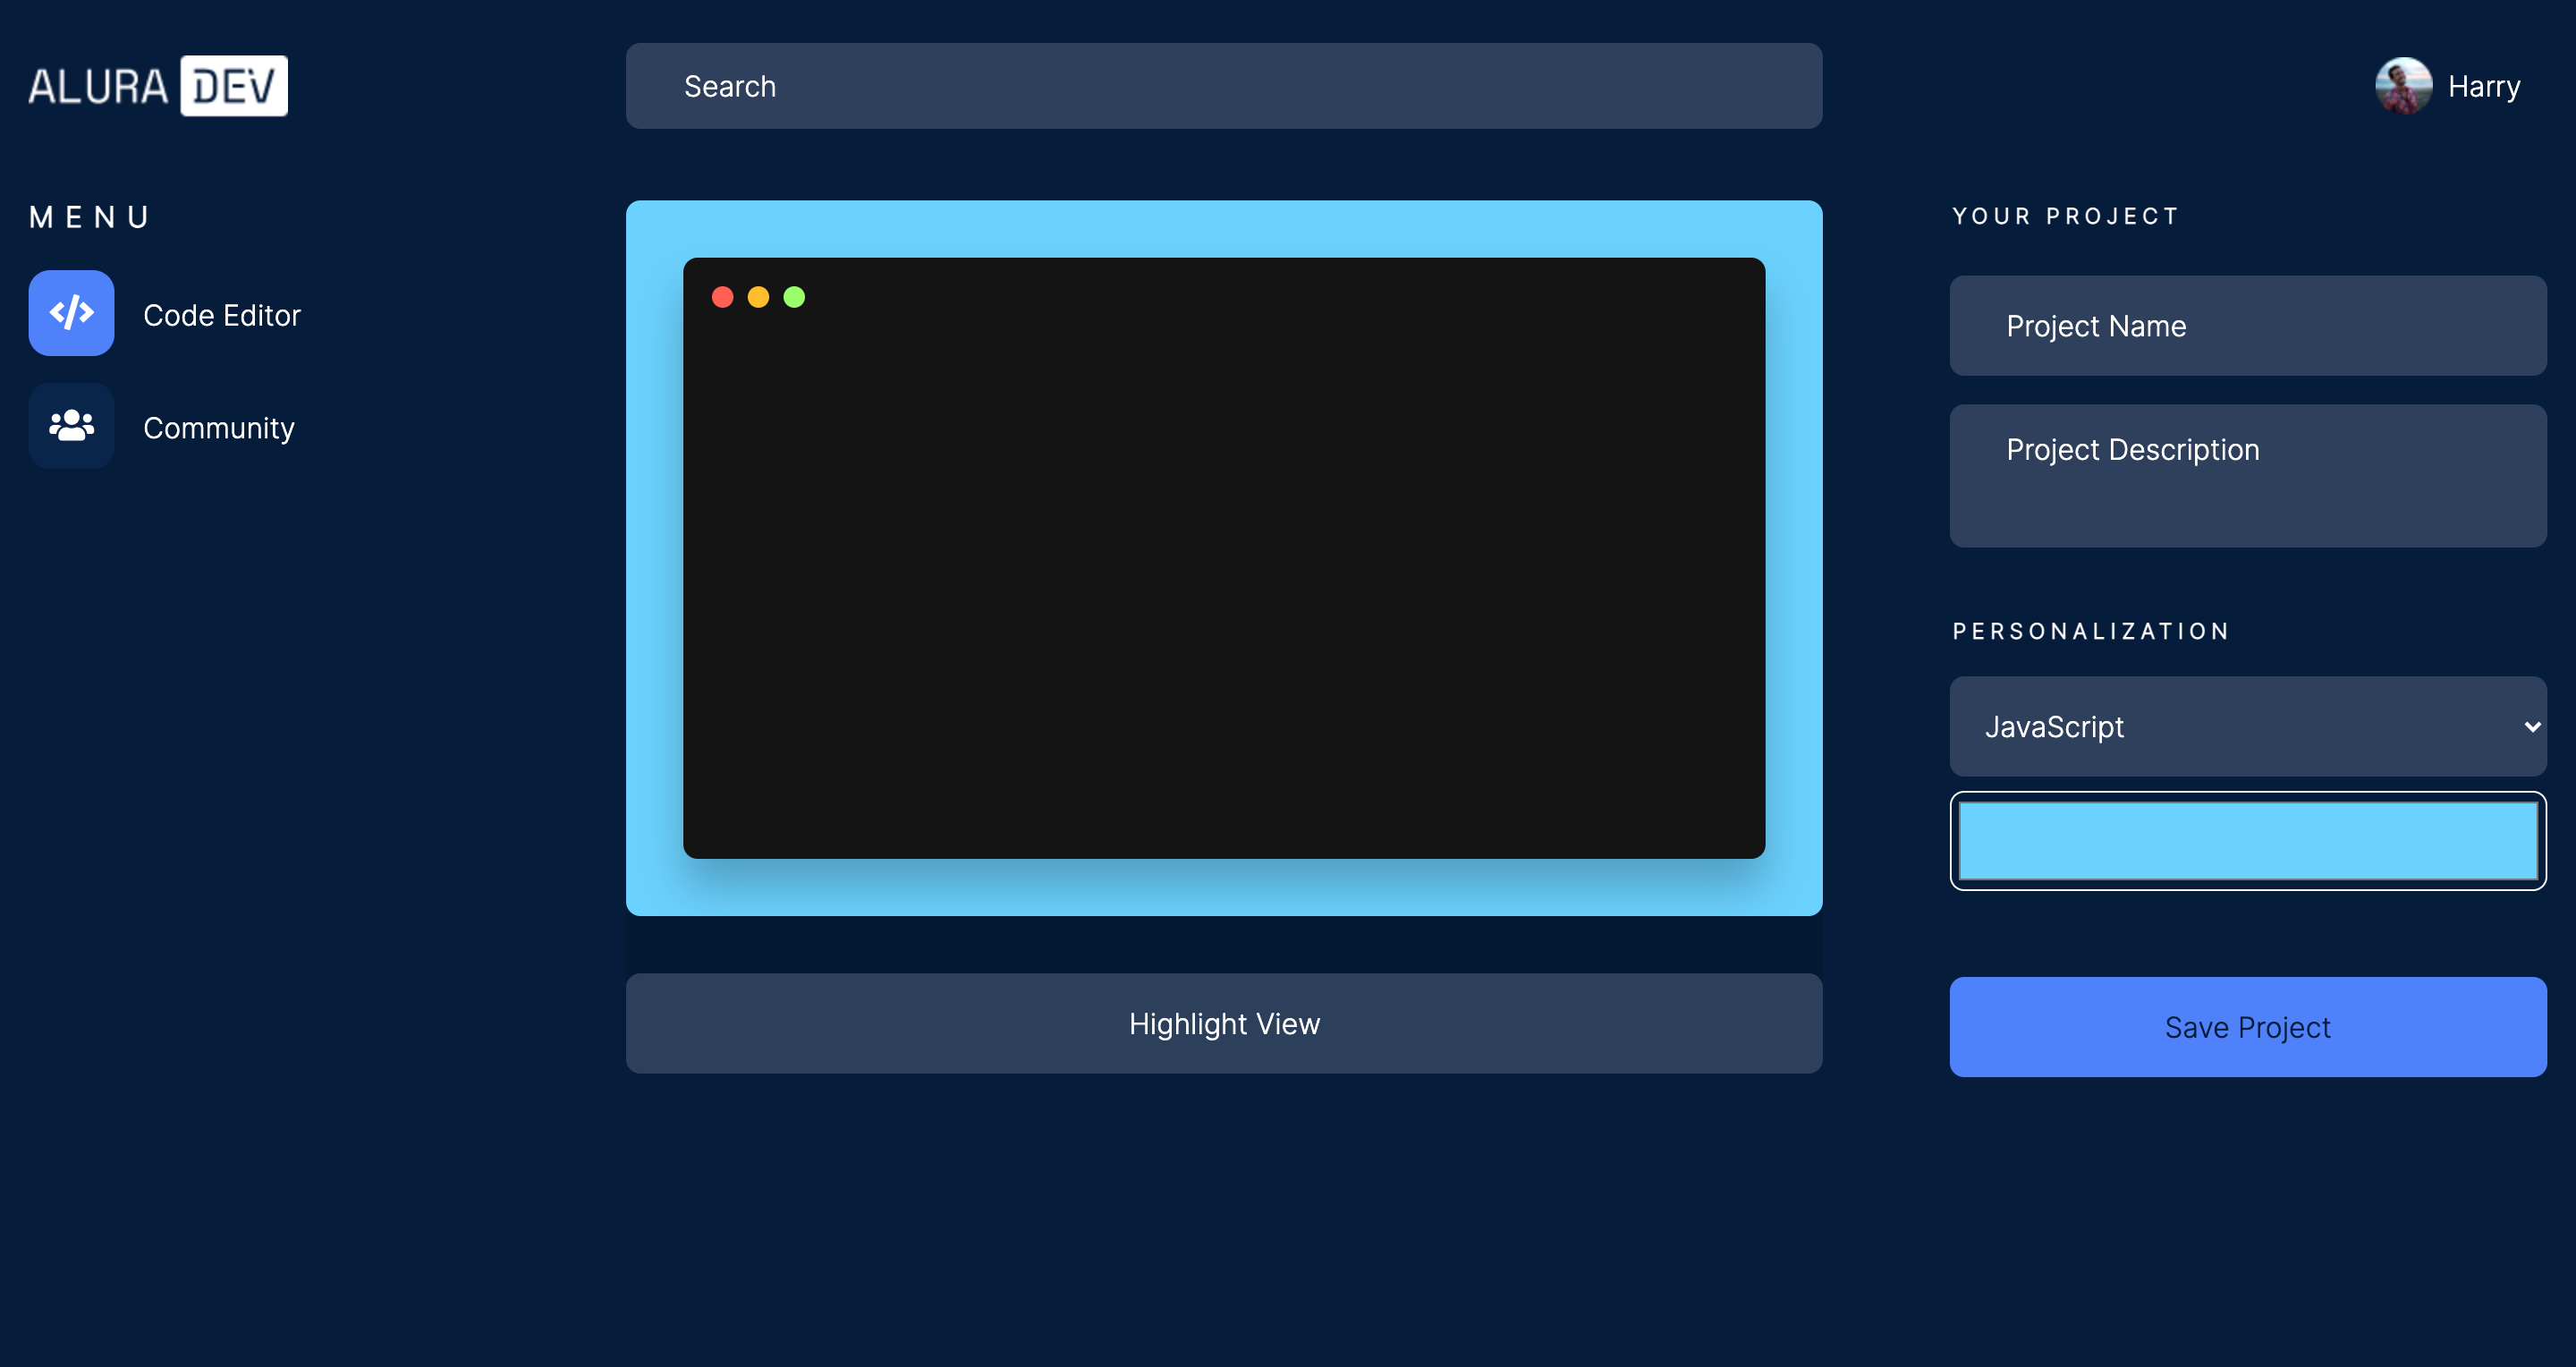 ALURA DEV
Search
Harry
MENU
Code Editor
Community
YOUR PROJECT
Project Name
Project Description
PERSONALIZATION
JavaScript
Highlight View
Save Project